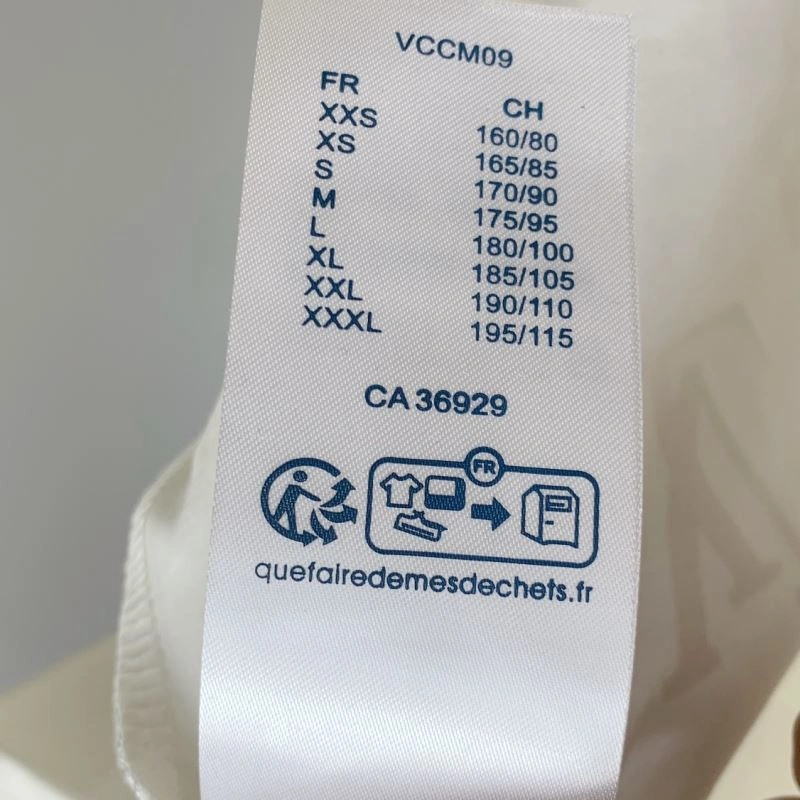 VCCM09
FR CH
XXS 160/80
XS 165/85
S 170/90
M 175/95
L 180/100
XL 185/105
XXL 190/110
XXXL 195/115
CA 36929
FR
quefairedemesdechets.fr